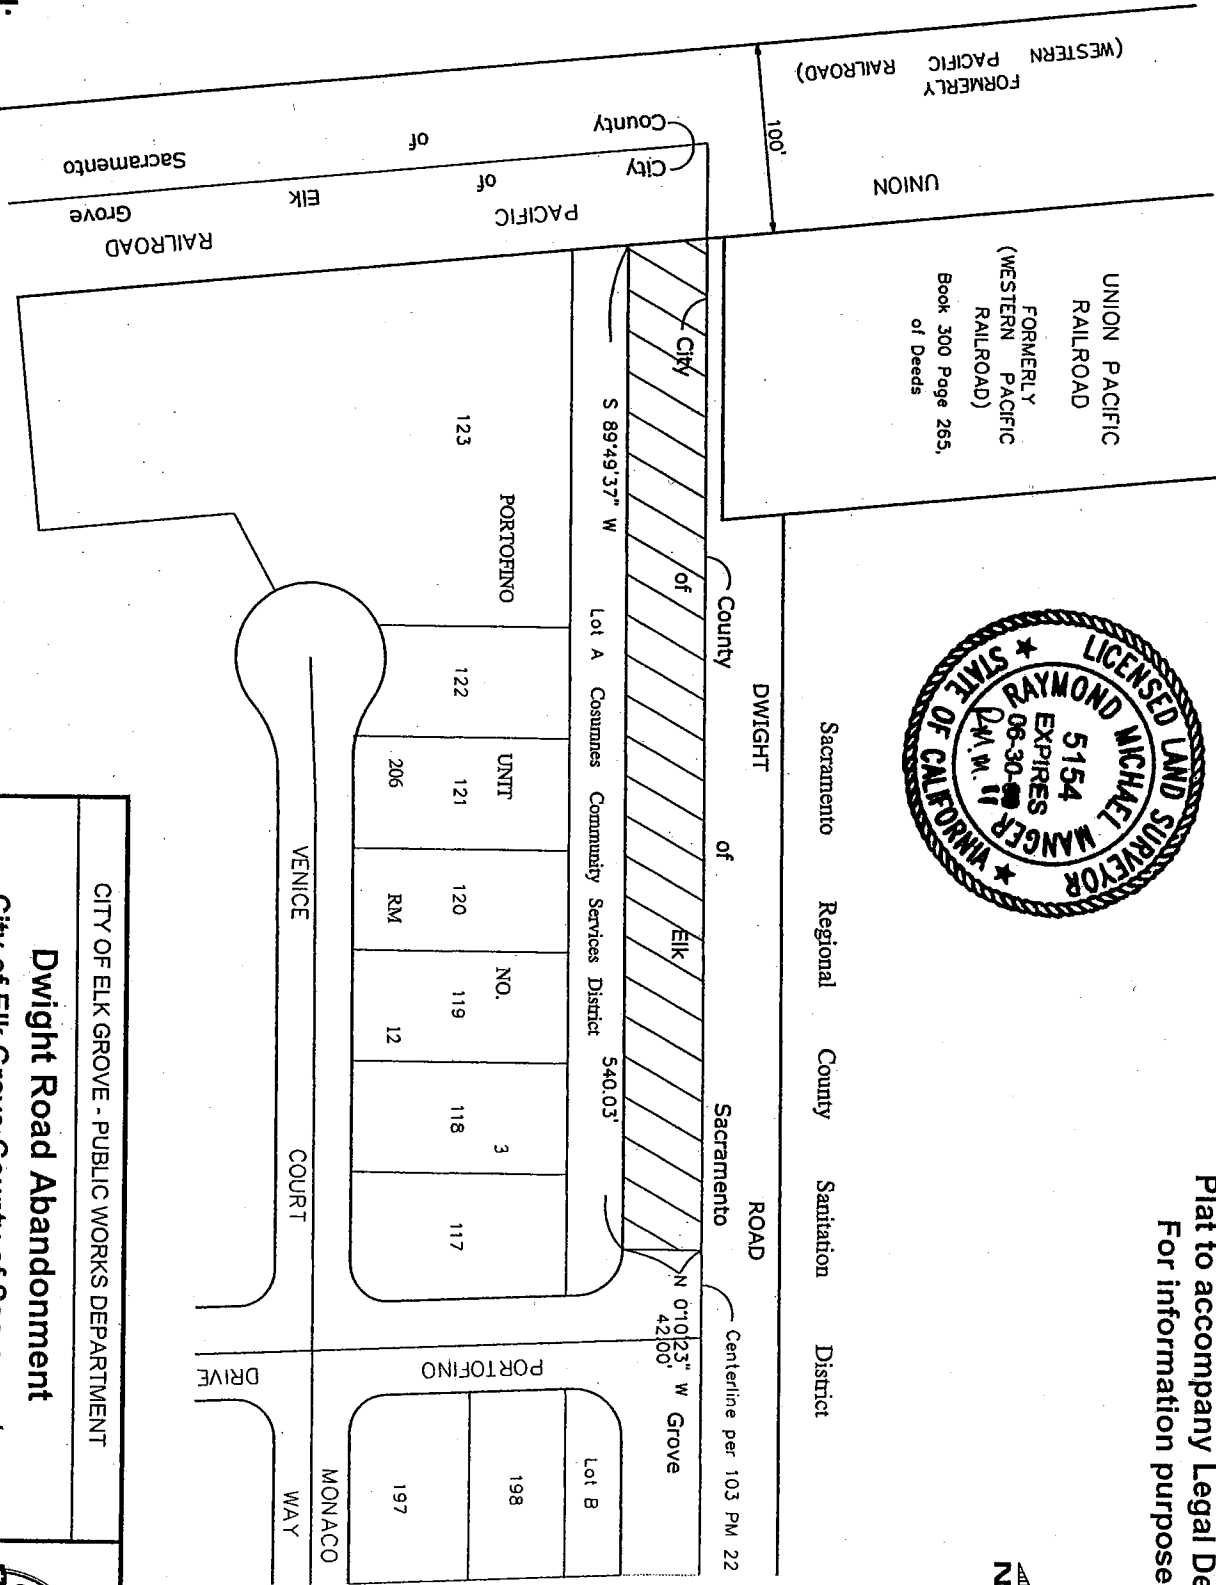 Plat to accompany Legal De
For information purpose
N
LICENSED LAND SURVEYOR
STATE OF CALIFORNIA
RAYMOND MICHAEL MANGER
5154
EXPIRES
06-30-
11
UNION PACIFIC
RAILROAD
FORMERLY
(WESTERN PACIFIC
RAILROAD)
Book 300 Page 265,
of Deeds
(WESTERN PACIFIC RAILROAD)
FORMERLY
UNION
100'
County of Sacramento
City of Elk Grove
PACIFIC
RAILROAD
Sacramento Regional County Sanitation District
DWIGHT ROAD
County of Sacramento
Centerline per 103 PM 22
City of Elk Grove
N 0°10'23" W
42.00'
S 89°49'37" W
540.03'
Lot A Cosumnes Community Services District
Lot B
PORTOFINO UNIT NO. 3
123
122
121
120
119
118
117
198
206 RM 12
197
VENICE COURT
PORTOFINO
DRIVE
MONACO
WAY
CITY OF ELK GROVE - PUBLIC WORKS DEPARTMENT
Dwight Road Abandonment